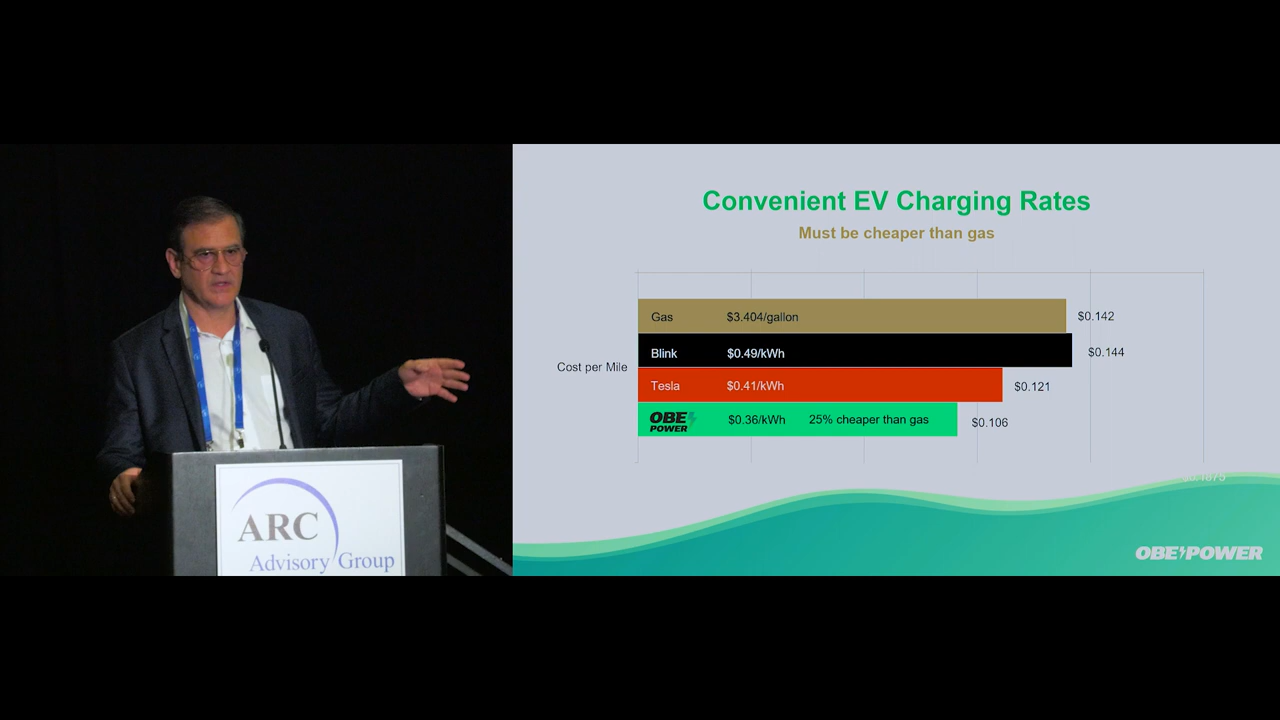 Convenient EV Charging Rates
Must be cheaper than gas
Gas $3.404/gallon $0.142
Blink $0.49/kWh $0.144
Cost per Mile
Tesla $0.41/kWh $0.121
OBE POWER $0.36/kWh 25% cheaper than gas $0.106
OBE POWER
ARC
Advisory Group